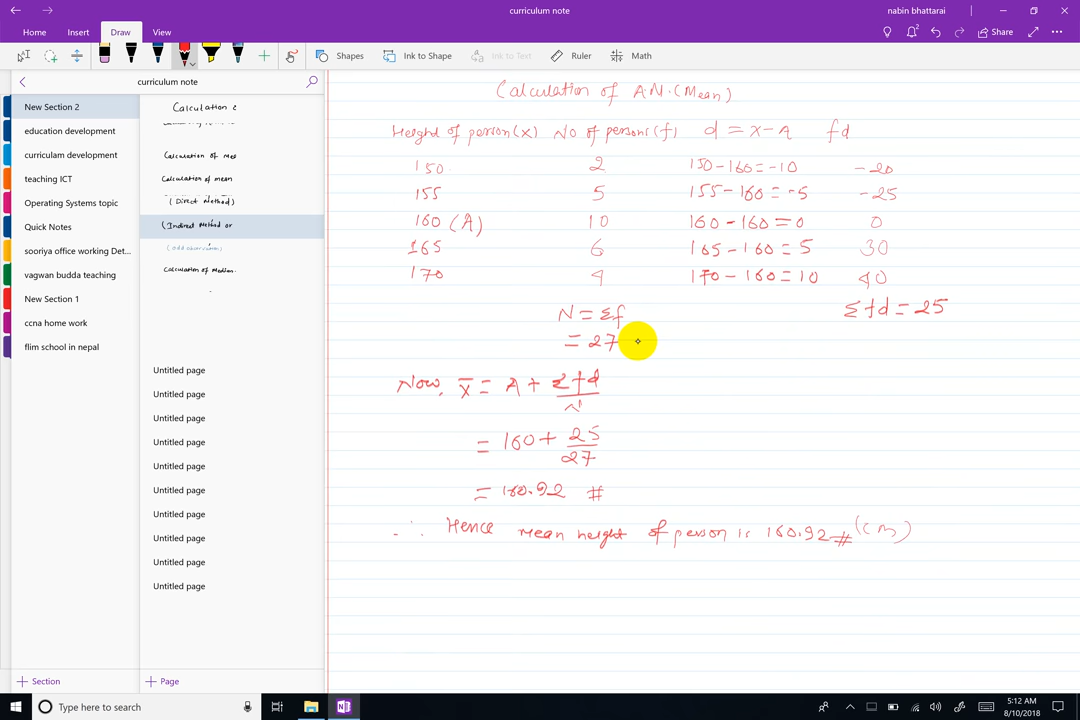 curriculum note
nabin bhattarai
Home Insert Draw View
Share
Shapes Ink to Shape Ink to Text Ruler Math
curriculum note
New Section 2
education development
curriculam development
teaching ICT
Operating Systems topic
Quick Notes
sooriya office working Det...
vagwan budda teaching
New Section 1
ccna home work
flim school in nepal
Section
Calculation c
Calculation of Mes
Calculation of mean
(Direct Method)
(Indirect Method or
(odd observation)
Calculation of Median.
Untitled page
Untitled page
Untitled page
Untitled page
Untitled page
Untitled page
Untitled page
Untitled page
Untitled page
Untitled page
Page
Calculation of A.M.(Mean)
Height of person(x) No of persons(f) d = x-A fd
150 2 150-160=-10 -20
155 5 155-160=-5 -25
160(A) 10 160-160=0 0
165 6 165-160=5 30
170 4 170-160=10 40
N = Σf Σfd = 25
= 27
Now, x̄ = A + Σfd/N
= 160+ 25/27
= 160.92 #
∴ Hence mean height of person is 160.92# (cm)
Type here to search
5:12 AM
8/10/2018